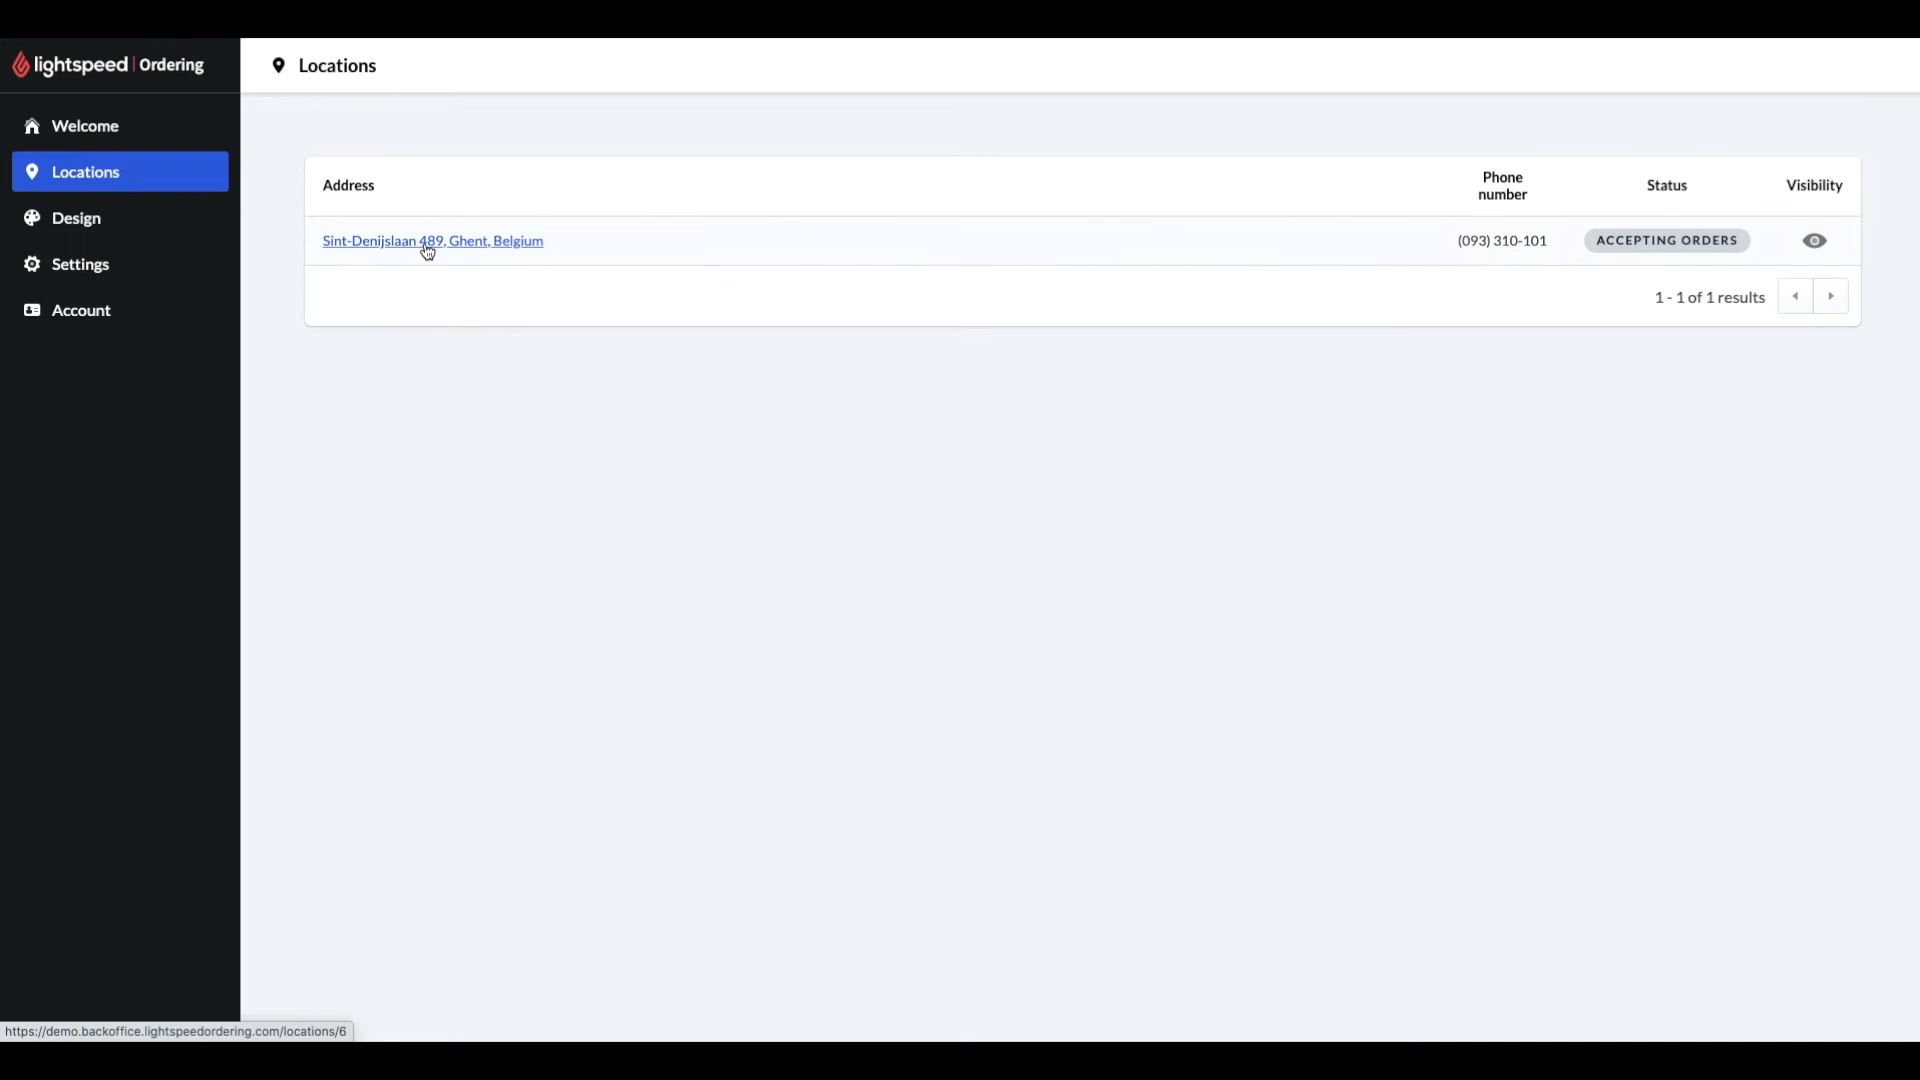 lightspeed | Ordering
Locations
Welcome
Locations
Design
Settings
Account
Address
Phone
number
Status
Visibility
Sint-Denijslaan 489, Ghent, Belgium
(093) 310-101
ACCEPTING ORDERS
1 - 1 of 1 results
https://demo.backoffice.lightspeedordering.com/locations/6